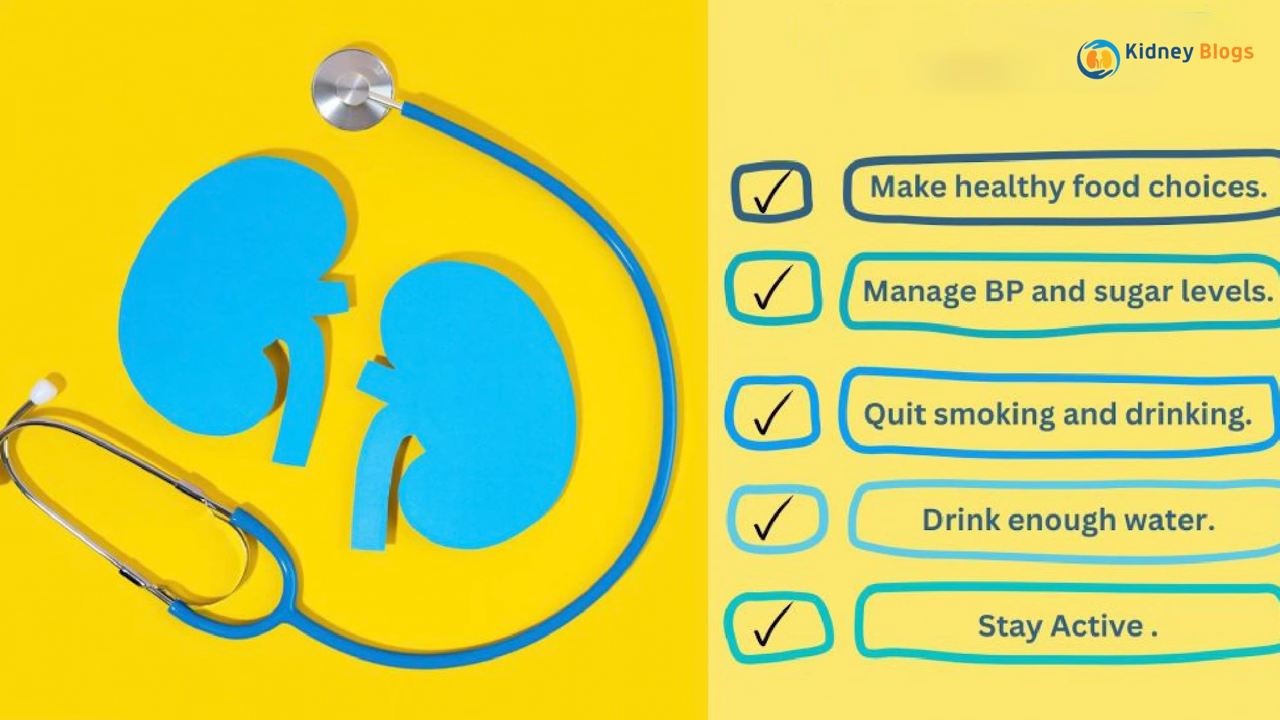 Kidney Blogs
Make healthy food choices.
Manage BP and sugar levels.
Quit smoking and drinking.
Drink enough water.
Stay Active .